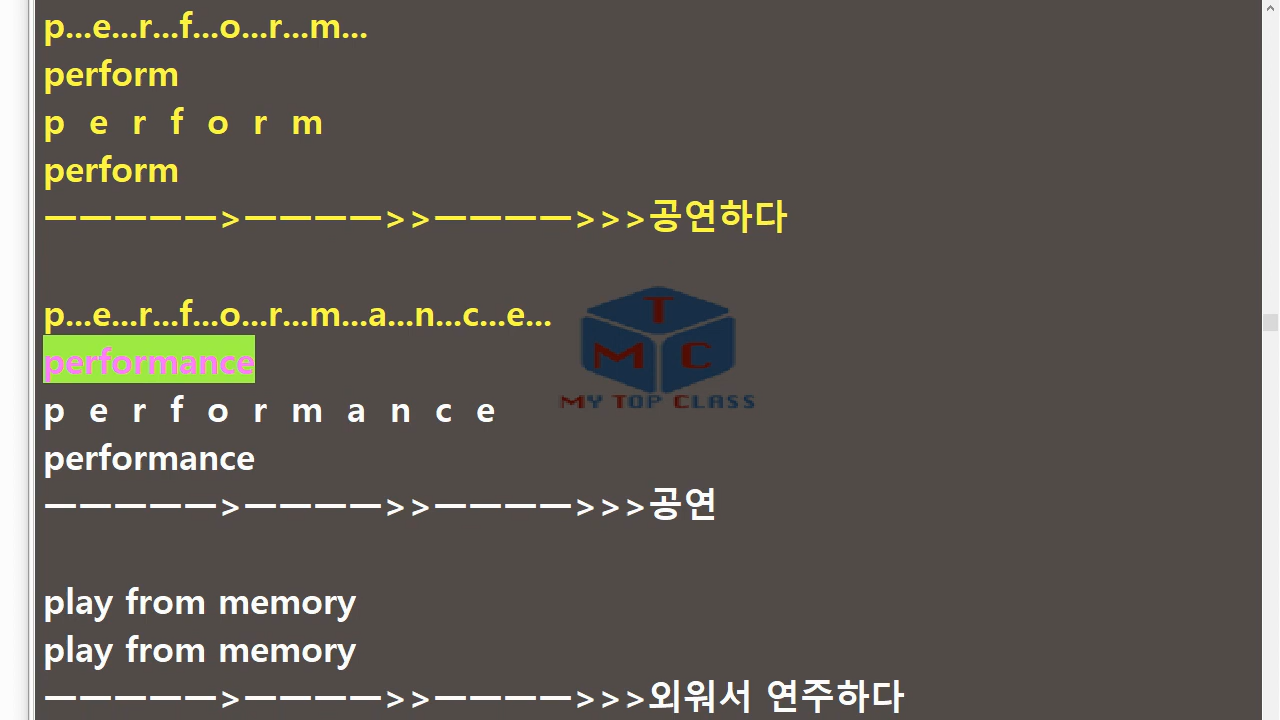 p...e...r...f...o...r...m...
perform
p e r f o r m
perform
—————>————>>————>>>공연하다
p...e...r...f...o...r...m...a...n...c...e...
performance
p e r f o r m a n c e
performance
—————>————>>————>>>공연
T
M C
MY TOP CLASS
play from memory
play from memory
—————>————>>————>>>외워서 연주하다